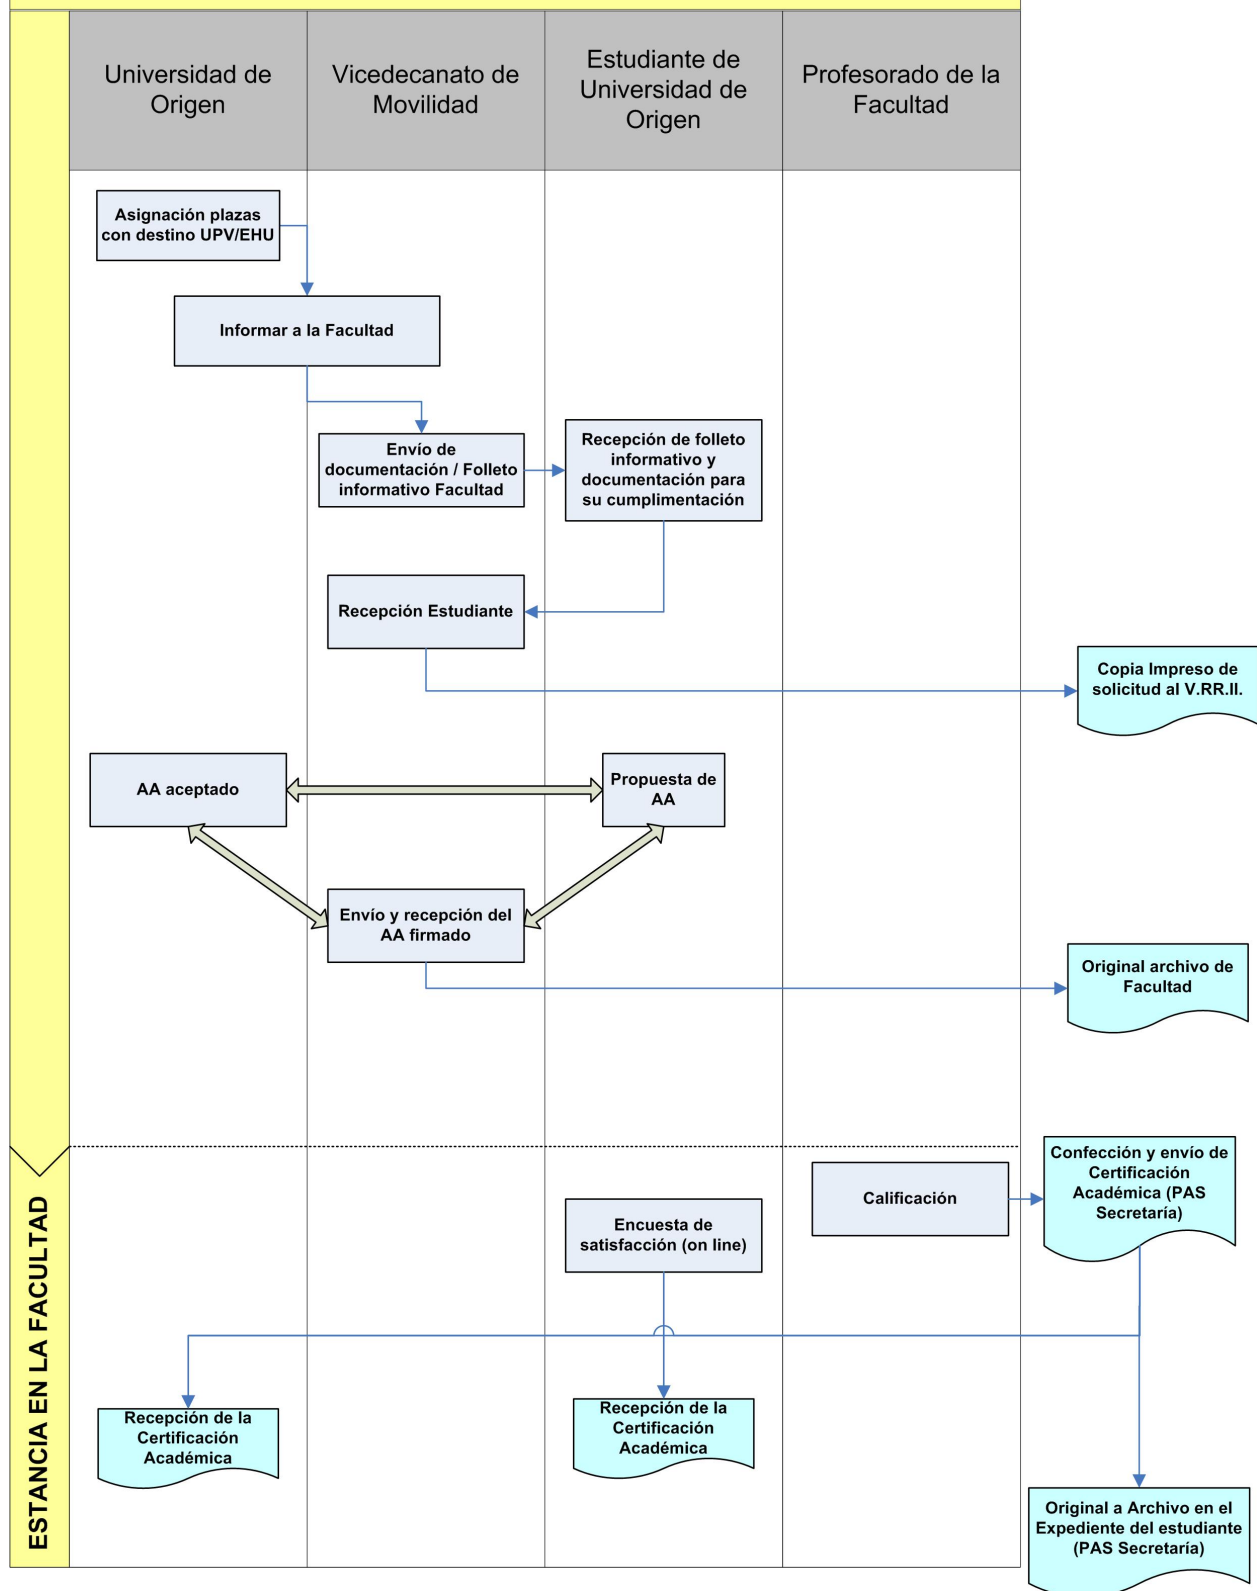 Universidad de
Origen
Vicedecanato de
Movilidad
Estudiante de
Universidad de
Origen
Profesorado de la
Facultad
Asignación plazas
con destino UPV/EHU
Informar a la Facultad
Envío de
documentación / Folleto
informativo Facultad
Recepción de folleto
informativo y
documentación para
su cumplimentación
Recepción Estudiante
Copia Impreso de
solicitud al V.RR.II.
AA aceptado
Propuesta de
AA
Envío y recepción del
AA firmado
Original archivo de
Facultad
ESTANCIA EN LA FACULTAD
Calificación
Confección y envío de
Certificación
Académica (PAS
Secretaría)
Encuesta de
satisfacción (on line)
Recepción de la
Certificación
Académica
Recepción de la
Certificación
Académica
Original a Archivo en el
Expediente del estudiante
(PAS Secretaría)